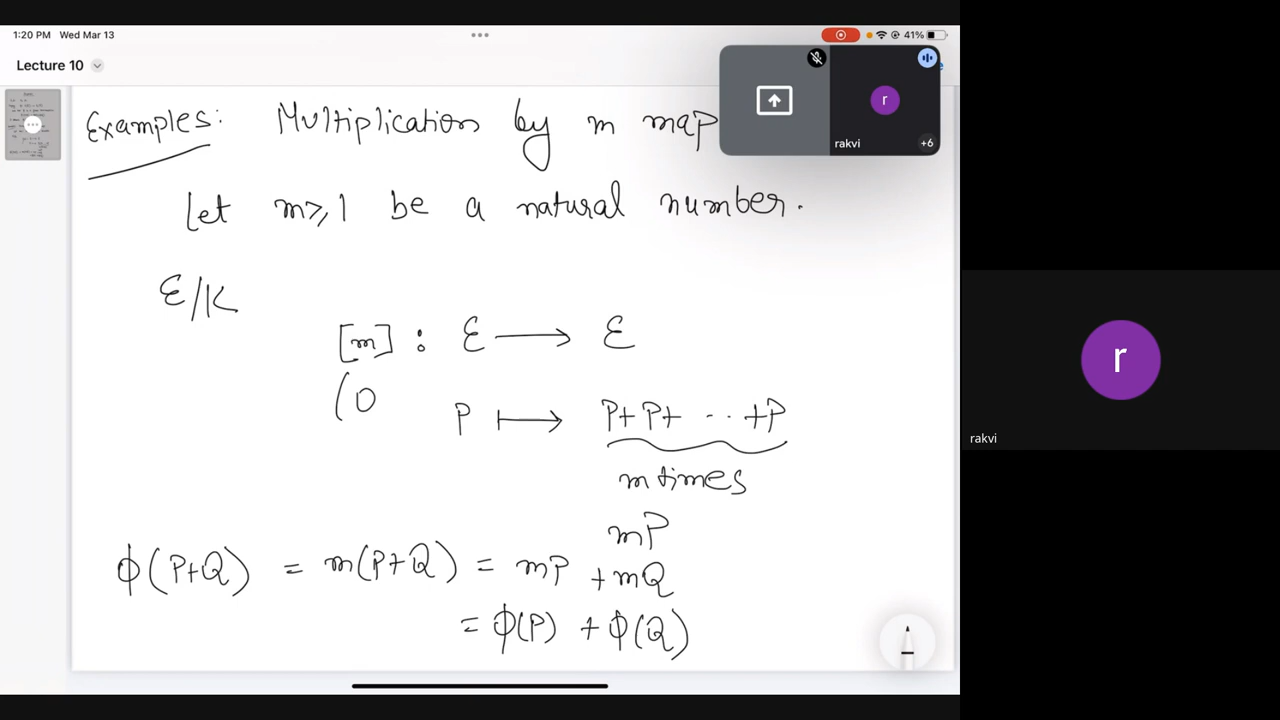 1:20 PM Wed Mar 13
41%
Lecture 10
r
rakvi
+6
Examples: Multiplication by m map
Let m⩾1 be a natural number.
E/K
[m] : E ⟶ E
(0
P ⟼ P+P+ ... +P
m times
mP
ϕ(P+Q) = m(P+Q) = mP +mQ
= ϕ(P) + ϕ(Q)
r
rakvi